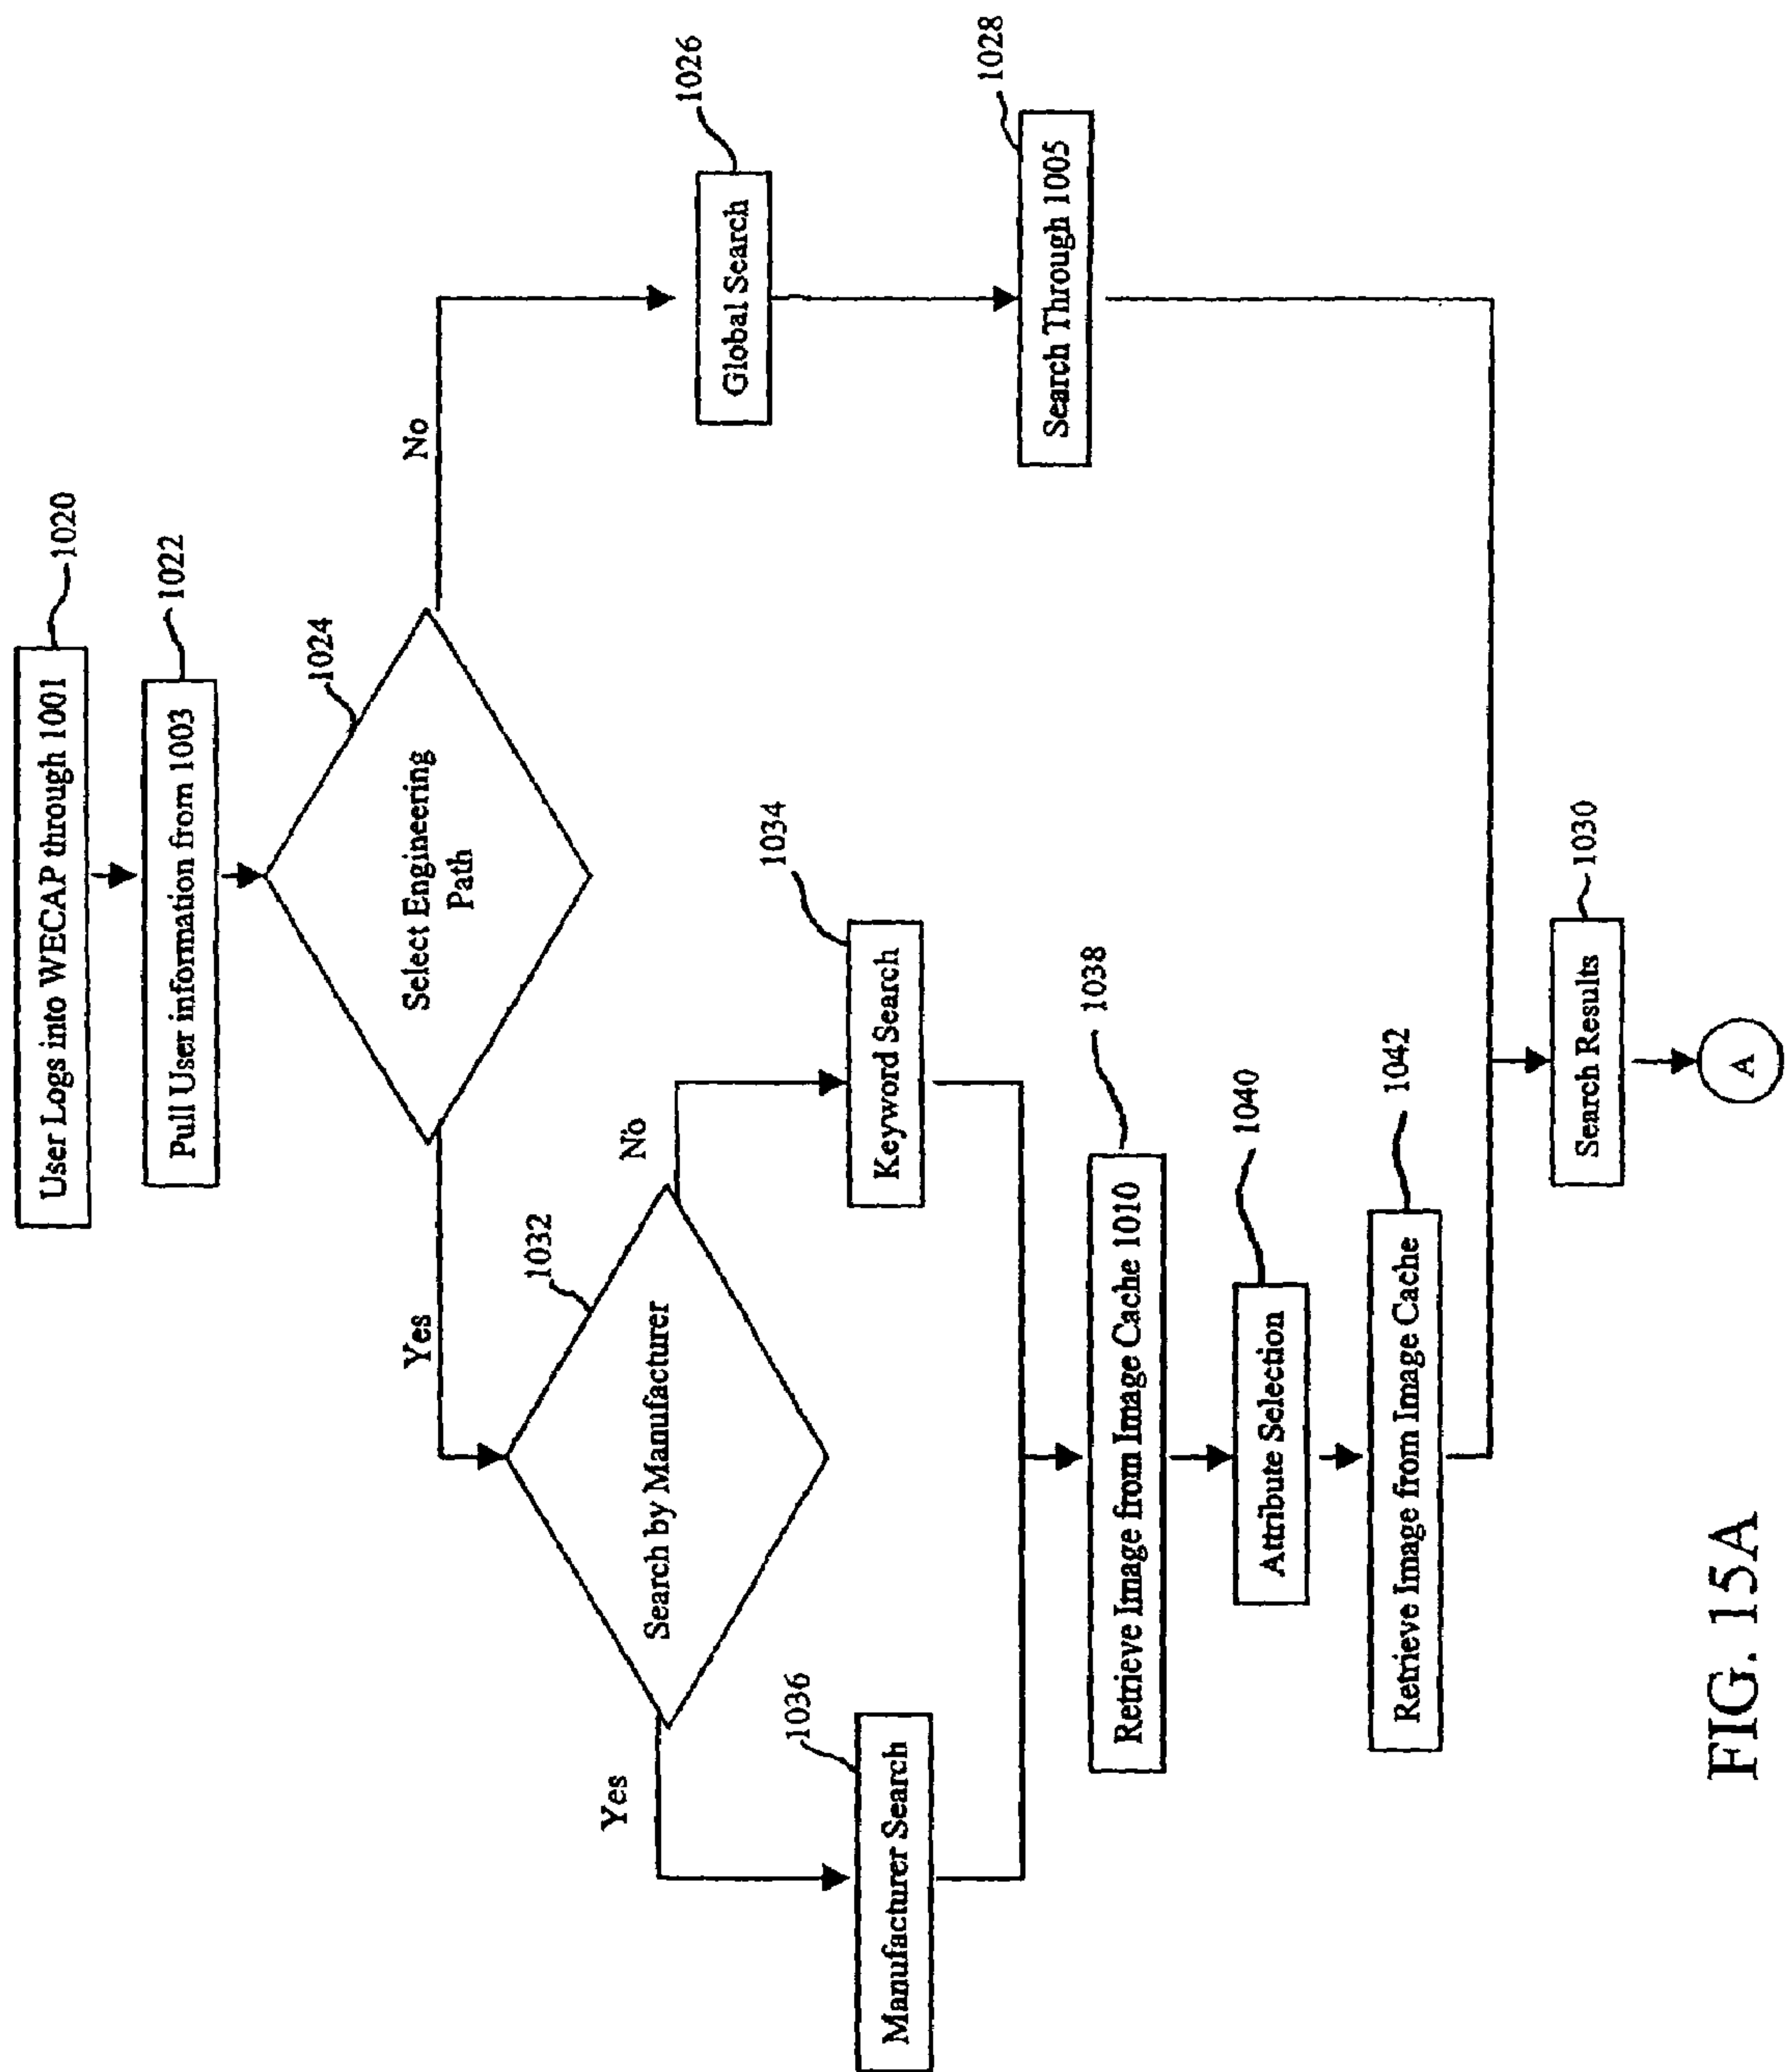 User Logs into WECAP through 1001
1020
Pull User information from 1003
1022
Select Engineering
Path
1024
Yes
No
Global Search
1026
Search Through 1005
1028
Search by Manufacturer
1032
Yes
No
Manufacturer Search
1036
Keyword Search
1034
Retrieve Image from Image Cache 1010
1038
Attribute Selection
1040
Retrieve Image from Image Cache
1042
Search Results
1030
A
FIG. 15A